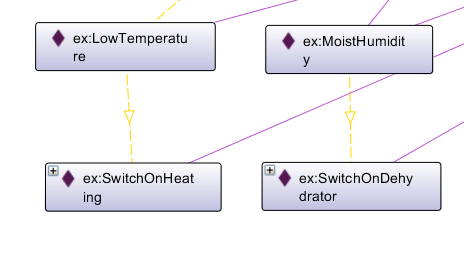 ex:LowTemperatu
re
ex:MoistHumidit
y
ex:SwitchOnHeat
ing
ex:SwitchOnDehy
drator